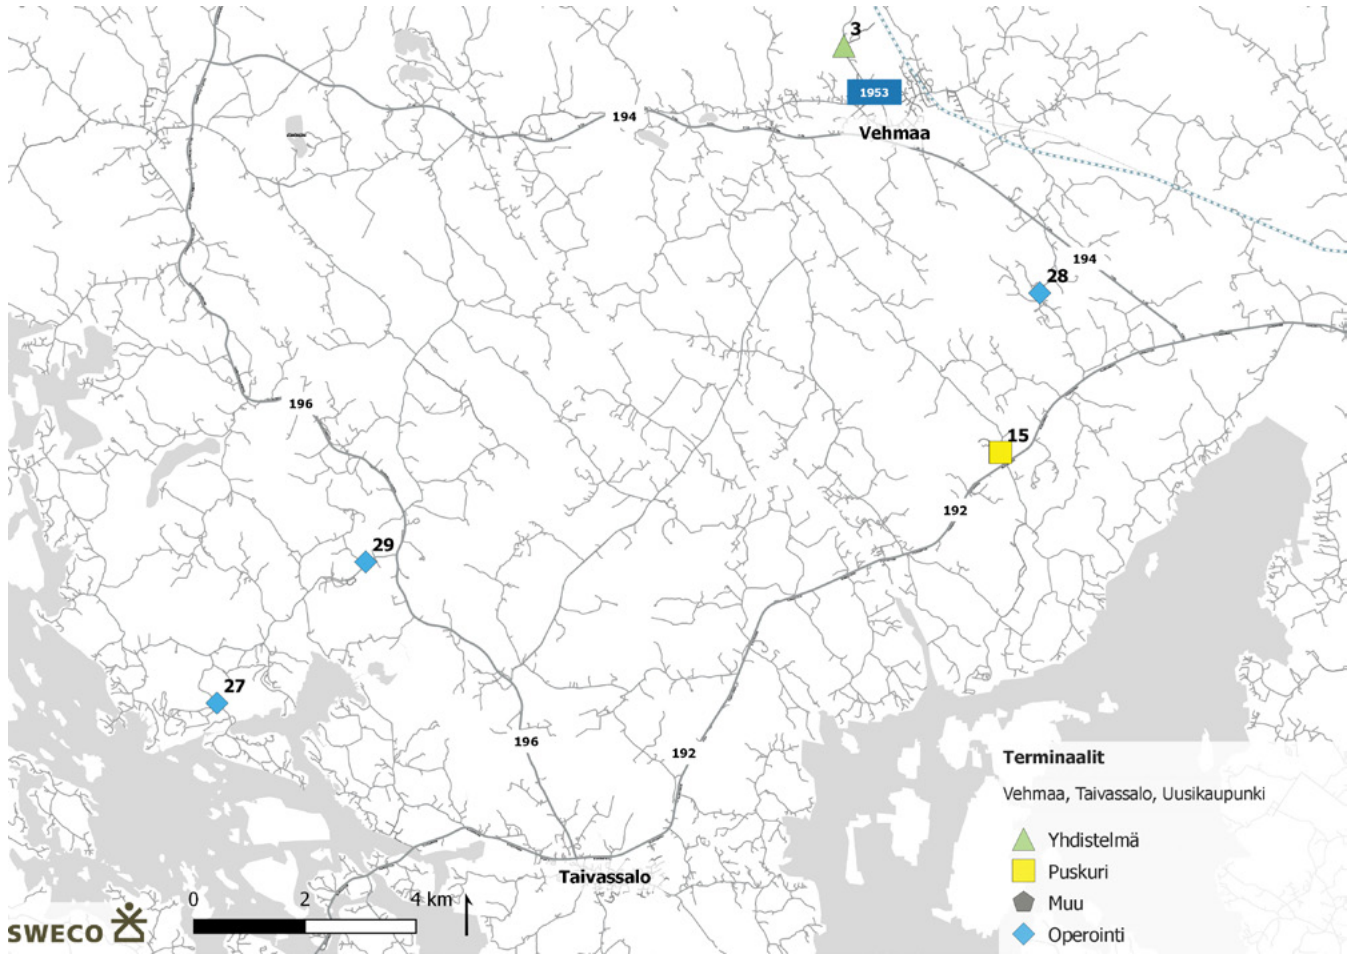 3
1953
194
Vehmaa
194
28
196
15
192
29
27
196
192
Terminaalit
Vehmaa, Taivassalo, Uusikaupunki
Yhdistelmä
Puskuri
Muu
Operointi
Taivassalo
0 2 4 km
SWECO